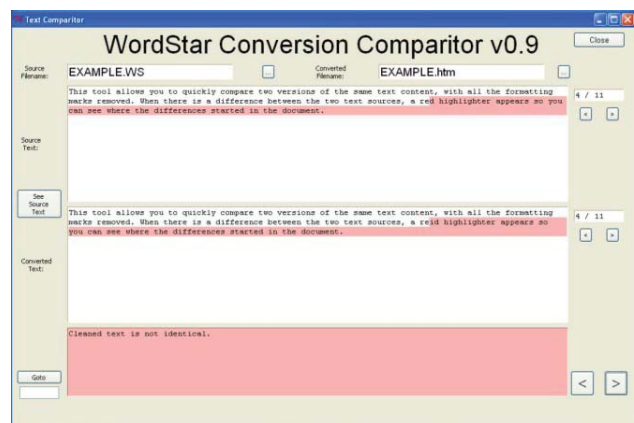 Text Comparitor
WordStar Conversion Comparitor v0.9
Close
Source
Filename:
EXAMPLE.WS
...
Converted
Filename:
EXAMPLE.htm
...
This tool allows you to quickly compare two versions of the same text content, with all the formatting
marks removed. When there is a difference between the two text sources, a red highlighter appears so you
can see where the differences started in the document.
4 / 11
< >
Source
Text:
See
Source
Text
This tool allows you to quickly compare two versions of the same text content, with all the formatting
marks removed. When there is a difference between the two text sources, a reid highlighter appears so
you can see where the differences started in the document.
4 / 11
< >
Converted
Text:
Cleaned text is not identical.
Goto
< >